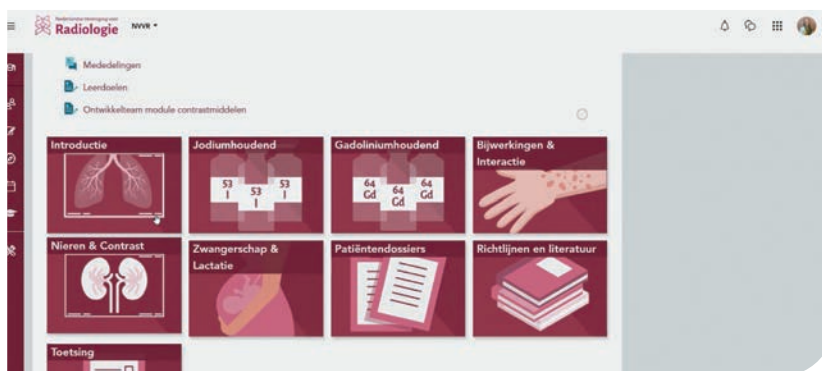 Nederlandse Vereniging voor
Radiologie
NVVR
Mededelingen
Leerdoelen
Ontwikkelteam module contrastmiddelen
Introductie
Jodiumhoudend
53
I
53
I
53
I
Gadoliniumhoudend
64
Gd
64
Gd
64
Gd
Bijwerkingen &
Interactie
Nieren & Contrast
Zwangerschap &
Lactatie
Patiëntendossiers
Richtlijnen en literatuur
Toetsing